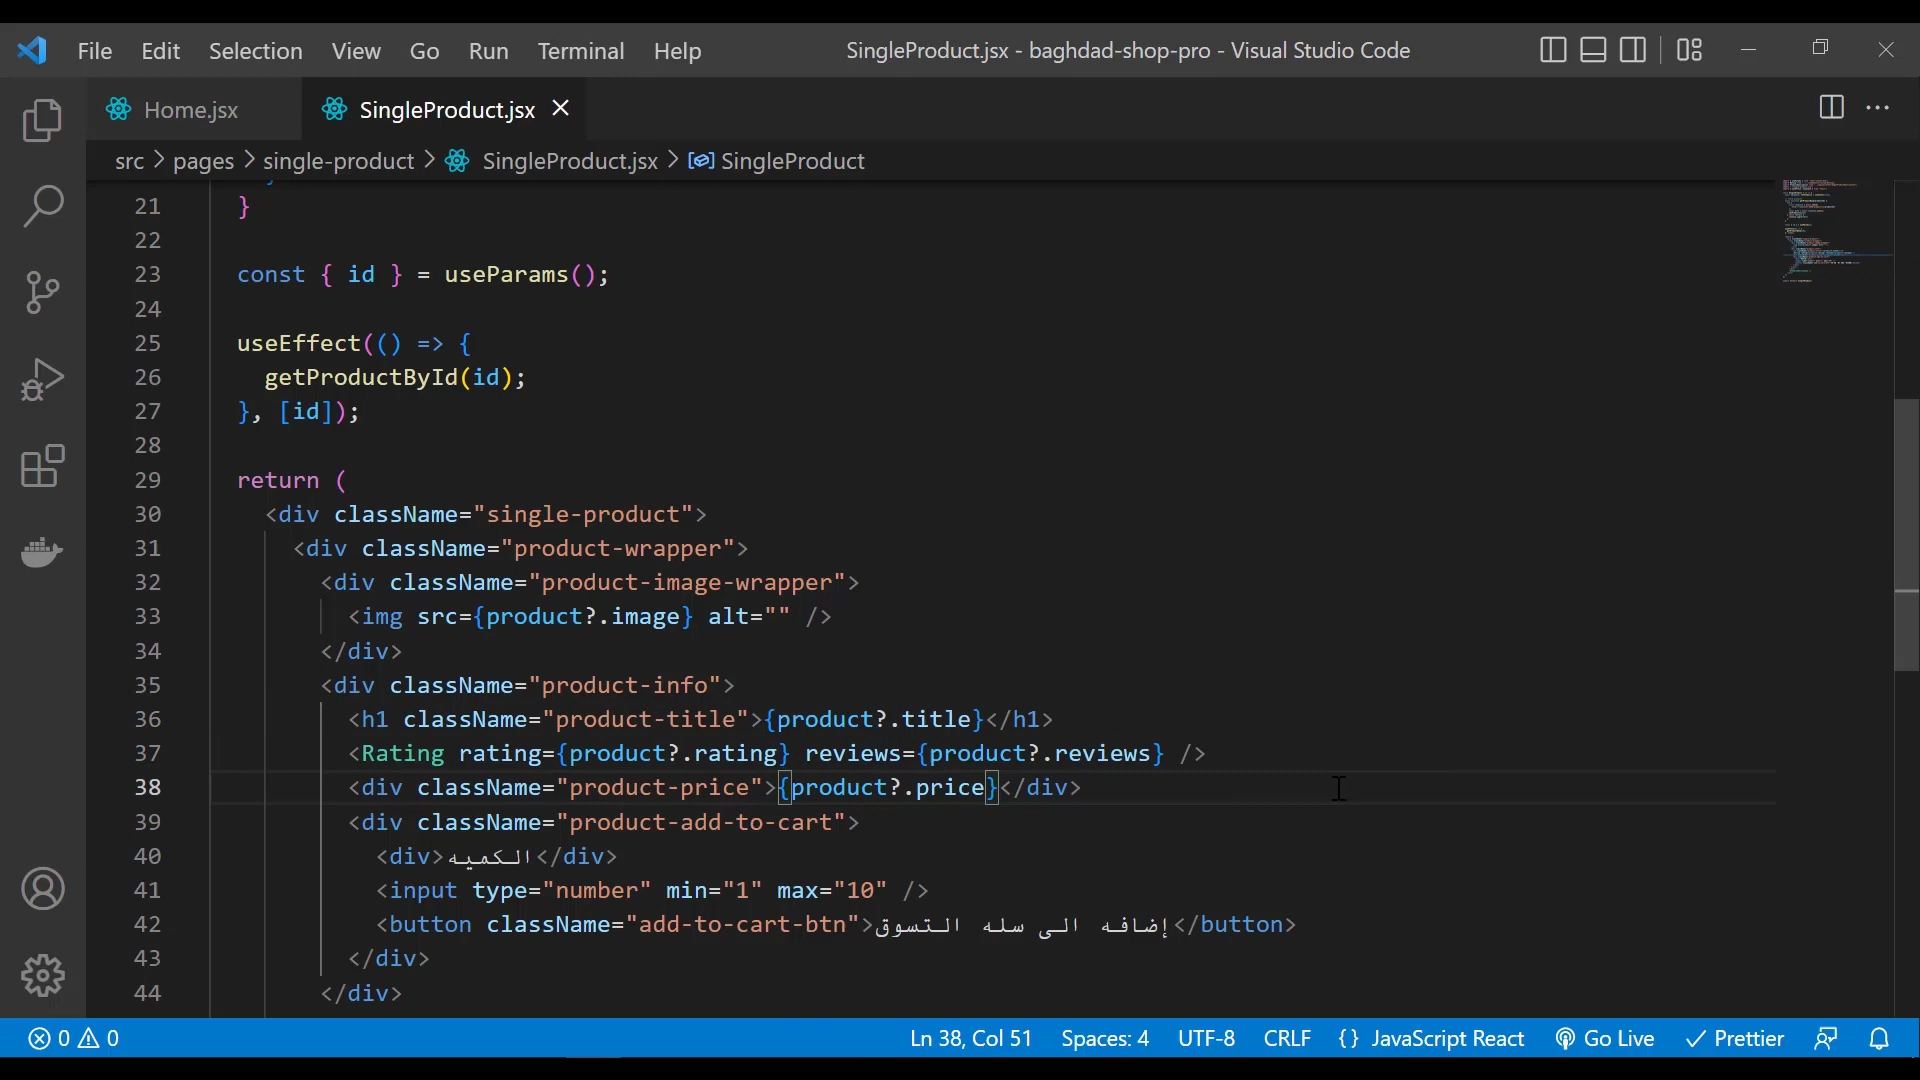 File Edit Selection View Go Run Terminal Help SingleProduct.jsx - baghdad-shop-pro - Visual Studio Code
Home.jsx SingleProduct.jsx
src > pages > single-product > SingleProduct.jsx > SingleProduct
21 }
22
23 const { id } = useParams();
24
25 useEffect(() => {
26 getProductById(id);
27 }, [id]);
28
29 return (
30 <div className="single-product">
31 <div className="product-wrapper">
32 <div className="product-image-wrapper">
33 <img src={product?.image} alt="" />
34 </div>
35 <div className="product-info">
36 <h1 className="product-title">{product?.title}</h1>
37 <Rating rating={product?.rating} reviews={product?.reviews} />
38 <div className="product-price">{product?.price}</div>
39 <div className="product-add-to-cart">
40 <div>الكميه</div>
41 <input type="number" min="1" max="10" />
42 <button className="add-to-cart-btn">إضافه الى سله التسوق</button>
43 </div>
44 </div>
0 0 Ln 38, Col 51 Spaces: 4 UTF-8 CRLF {} JavaScript React Go Live Prettier